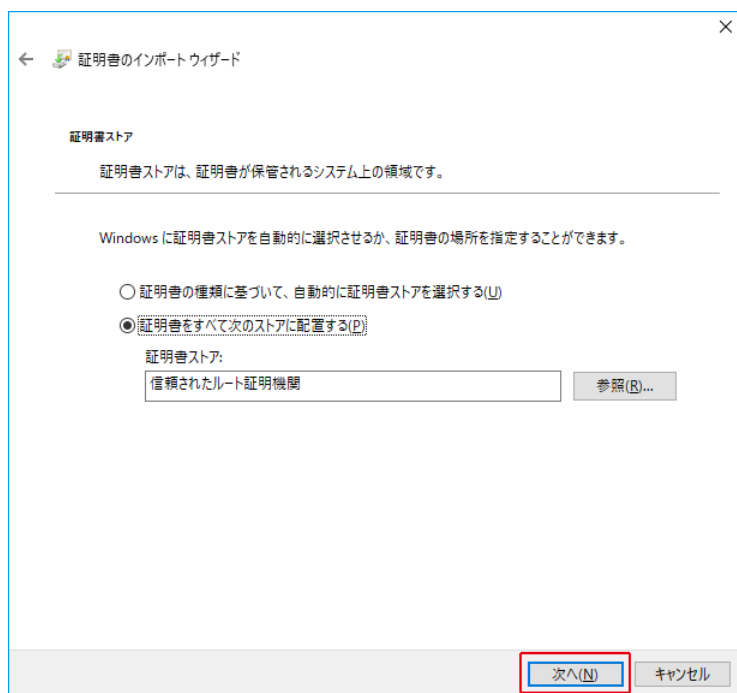 証明書のインポート ウィザード
証明書ストア
証明書ストアは、証明書が保管されるシステム上の領域です。
Windows に証明書ストアを自動的に選択させるか、証明書の場所を指定することができます。
証明書の種類に基づいて、自動的に証明書ストアを選択する(U)
証明書をすべて次のストアに配置する(P)
証明書ストア:
信頼されたルート証明機関
参照(R)...
次へ(N)
キャンセル